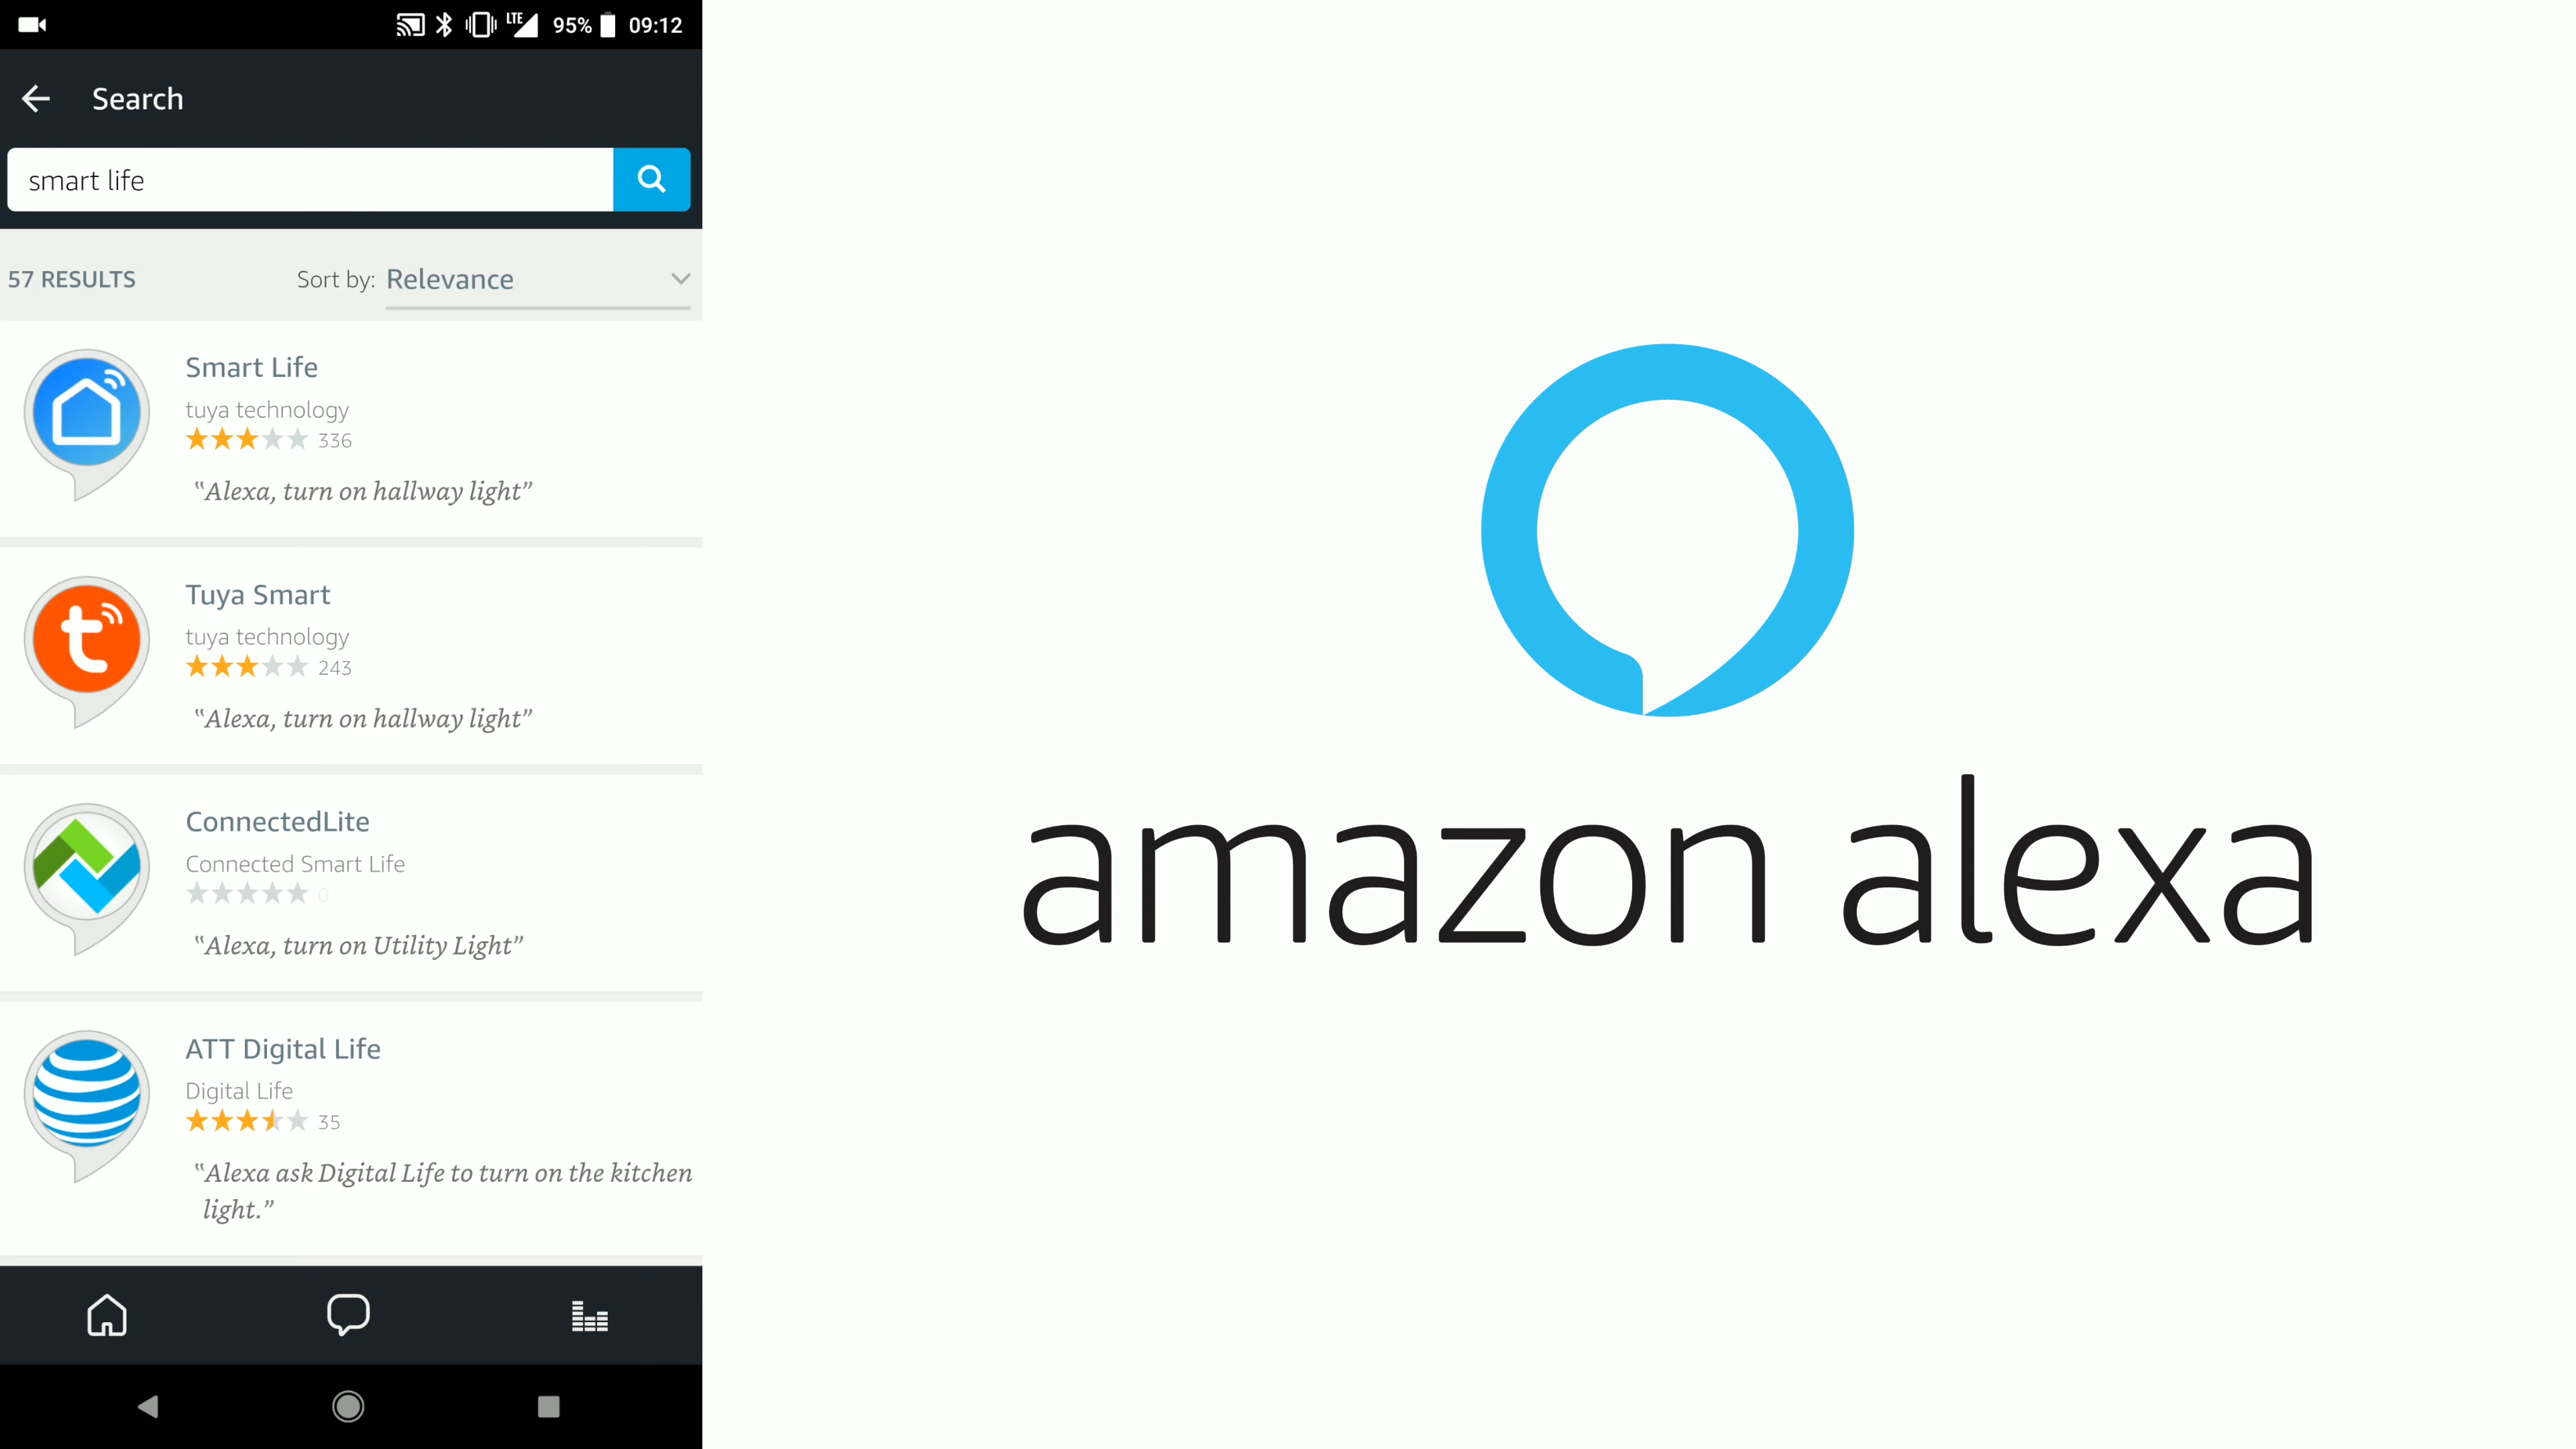 LTE 95% 09:12
Search
smart life
57 RESULTS Sort by: Relevance
Smart Life
tuya technology
336
“Alexa, turn on hallway light”
Tuya Smart
tuya technology
243
“Alexa, turn on hallway light”
ConnectedLite
Connected Smart Life
0
“Alexa, turn on Utility Light”
ATT Digital Life
Digital Life
35
“Alexa ask Digital Life to turn on the kitchen
light.”
amazon alexa